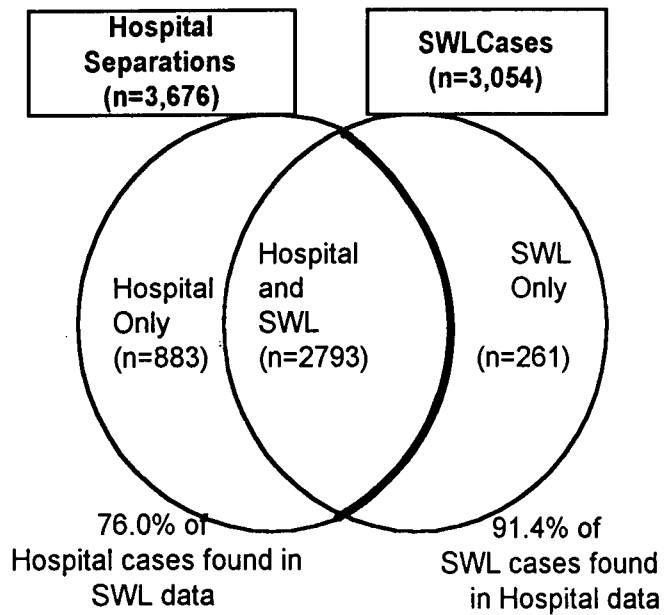 Hospital
Separations
(n=3,676)
SWLCases
(n=3,054)
Hospital
Only
(n=883)
Hospital
and
SWL
(n=2793)
SWL
Only
(n=261)
76.0% of
Hospital cases found in
SWL data
91.4% of
SWL cases found
in Hospital data